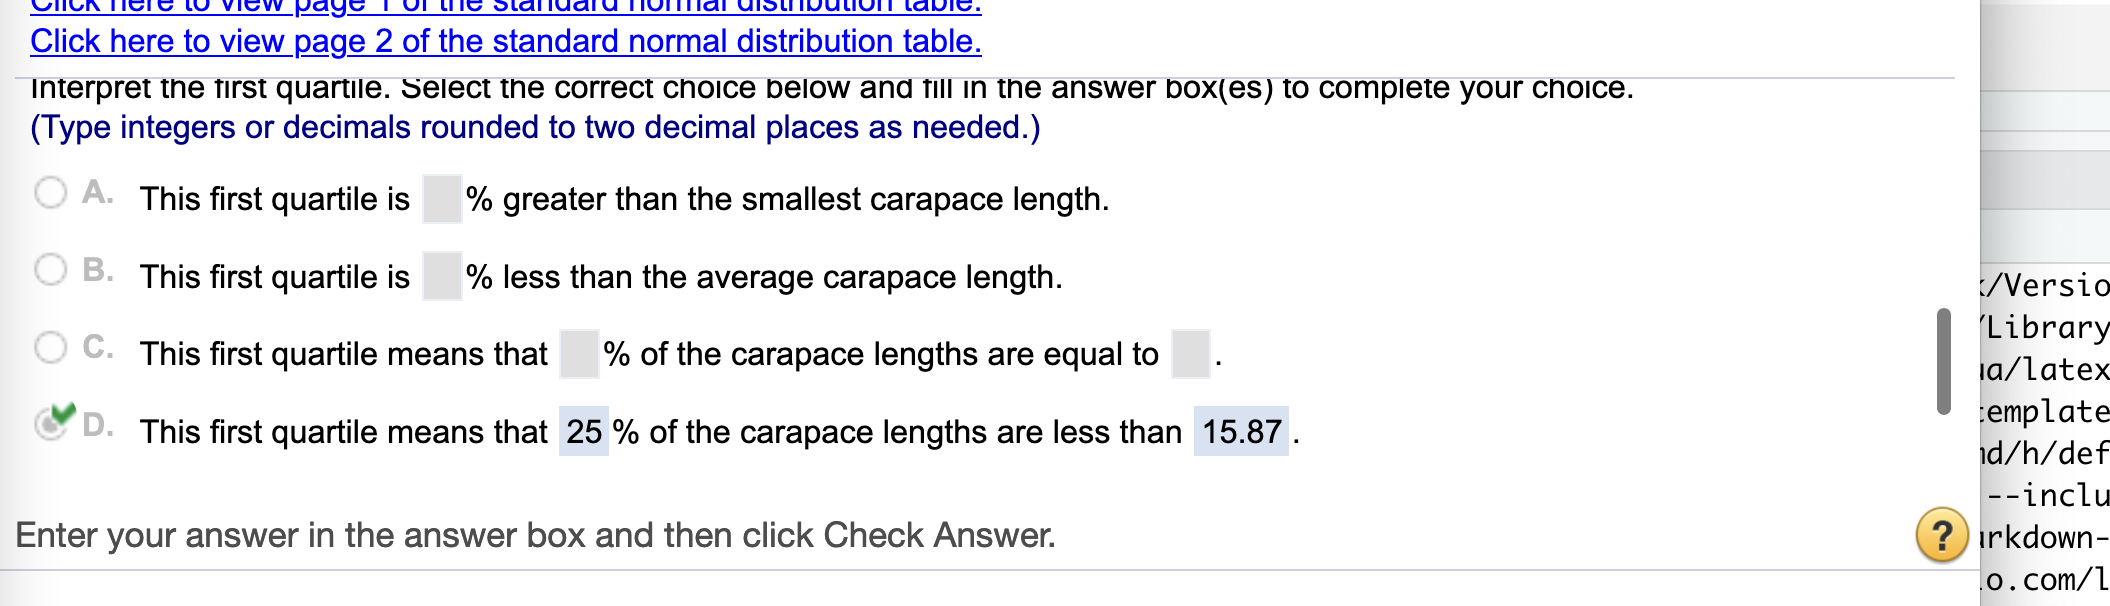 Click here to view page 1 of the standard normal distribution table.
Click here to view page 2 of the standard normal distribution table.
Interpret the first quartile. Select the correct choice below and fill in the answer box(es) to complete your choice.
(Type integers or decimals rounded to two decimal places as needed.)
A. This first quartile is % greater than the smallest carapace length.
B. This first quartile is % less than the average carapace length.
C. This first quartile means that % of the carapace lengths are equal to .
D. This first quartile means that 25 % of the carapace lengths are less than 15.87 .
Enter your answer in the answer box and then click Check Answer.
?
/Versio
/Library
a/latex
emplate
d/h/def
--inclu
rkdown-
o.com/l